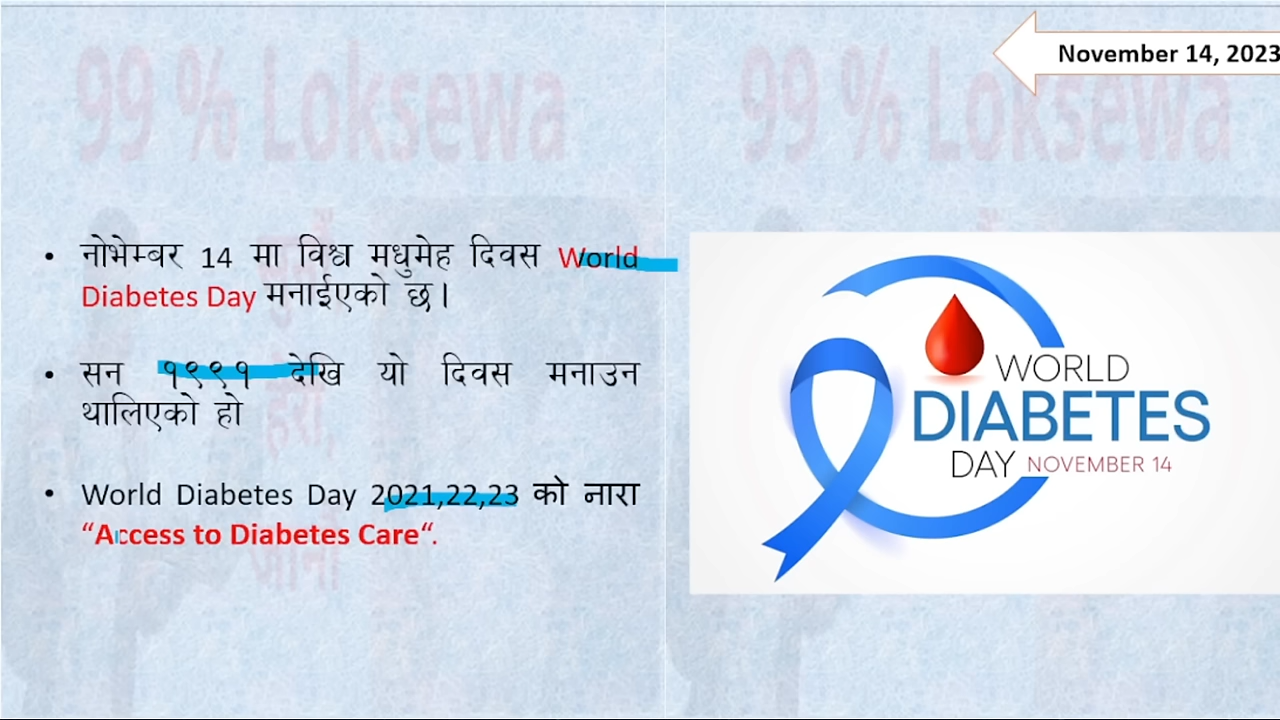 99 % Loksewa
99 % Loksewa
November 14, 2023
• नोभेम्बर 14 मा विश्व मधुमेह दिवस World
Diabetes Day मनाईएको छ।
• सन १९९१ देखि यो दिवस मनाउन
थालिएको हो
• World Diabetes Day 2021,22,23 को नारा
“Access to Diabetes Care“.
WORLD
DIABETES
DAY NOVEMBER 14